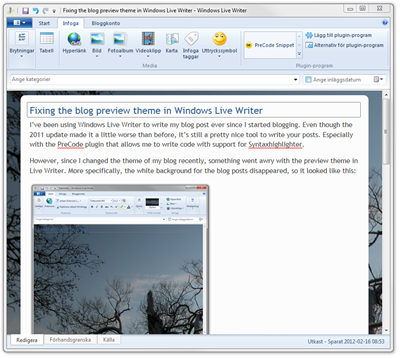 Fixing the blog preview theme in Windows Live Writer - Windows Live Writer
Start Infoga Bloggkonto
Brytningar Tabell Hyperlänk Bild Fotoalbum Videoklipp Karta Infoga taggar Uttryckssymbol
PreCode Snippet
Lägg till plugin-program
Alternativ för plugin-program
Media Plugin-program
Ange kategorier Ange inläggsdatum
Fixing the blog preview theme in Windows Live Writer
I've been using Windows Live Writer to write my blog post ever since I started blogging. Even though the
2011 update made it a little worse than before, it's still a pretty nice tool to write your posts. Especially
with the PreCode plugin that allows me to write code with support for Syntaxhighlighter.
However, since I changed the theme of my blog recently, something went awry with the preview theme in
Live Writer. More specifically, the white background for the blog posts disappeared, so it looked like this:
Redigera Förhandsgranska Källa
Utkast - Sparat 2012-02-16 08:53